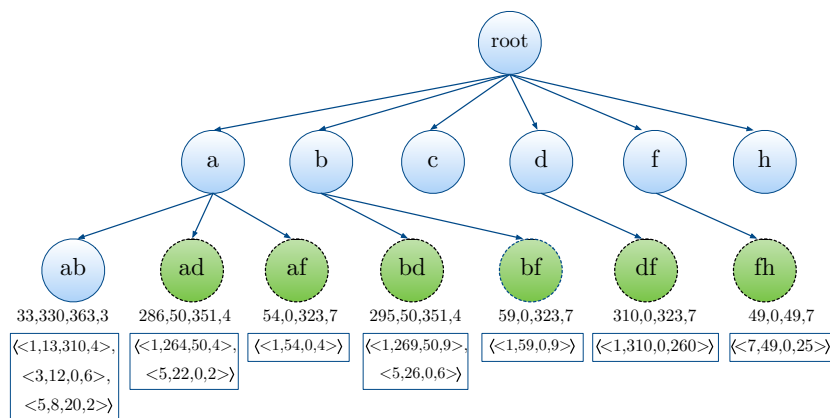 root
a b c d f h
ab ad af bd bf df fh
33,330,363,3 286,50,351,4 54,0,323,7 295,50,351,4 59,0,323,7 310,0,323,7 49,0,49,7
⟨<1,13,310,4>, ⟨<1,264,50,4>, ⟨<1,54,0,4>⟩ ⟨<1,269,50,9>, ⟨<1,59,0,9>⟩ ⟨<1,310,0,260>⟩ ⟨<7,49,0,25>⟩
<3,12,0,6>, <5,22,0,2>⟩ <5,26,0,6>⟩
<5,8,20,2>⟩